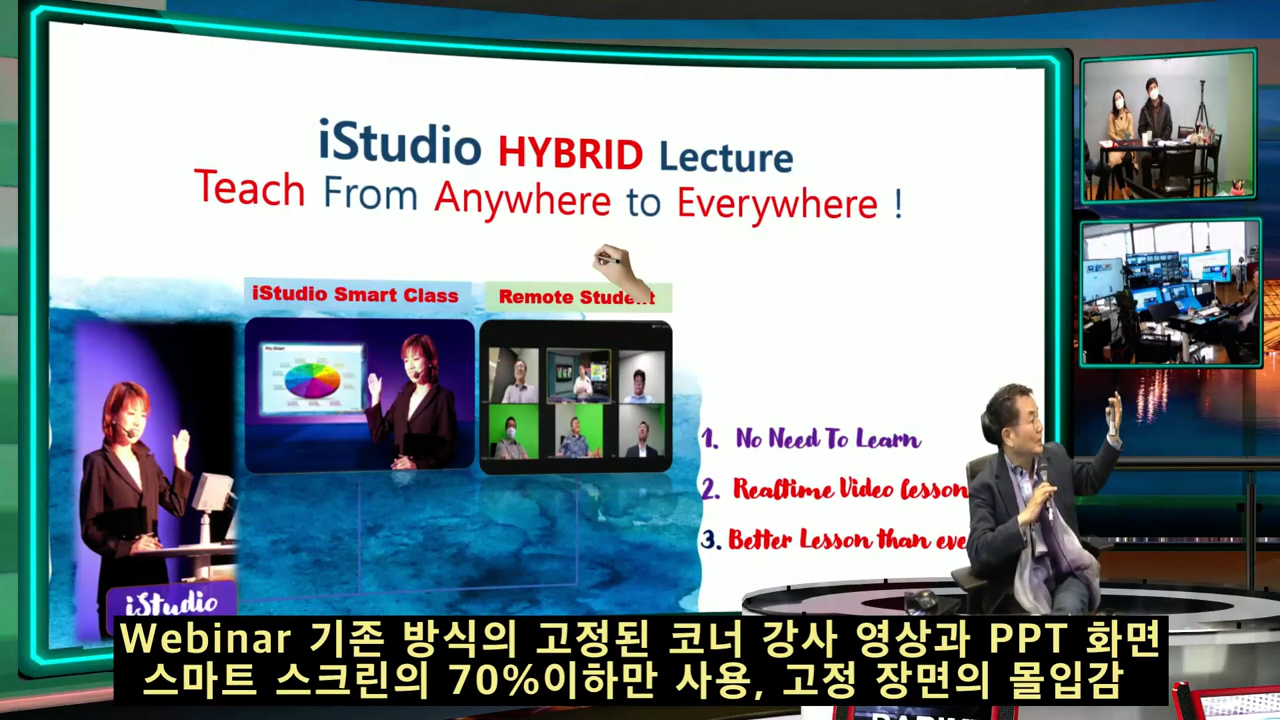 iStudio HYBRID Lecture
Teach From Anywhere to Everywhere !
iStudio Smart Class
Remote Student
1. No Need To Learn
2. Realtime Video lesson
3. Better Lesson than eve
iStudio
Webinar 기존 방식의 고정된 코너 강사 영상과 PPT 화면
스마트 스크린의 70%이하만 사용, 고정 장면의 몰입감